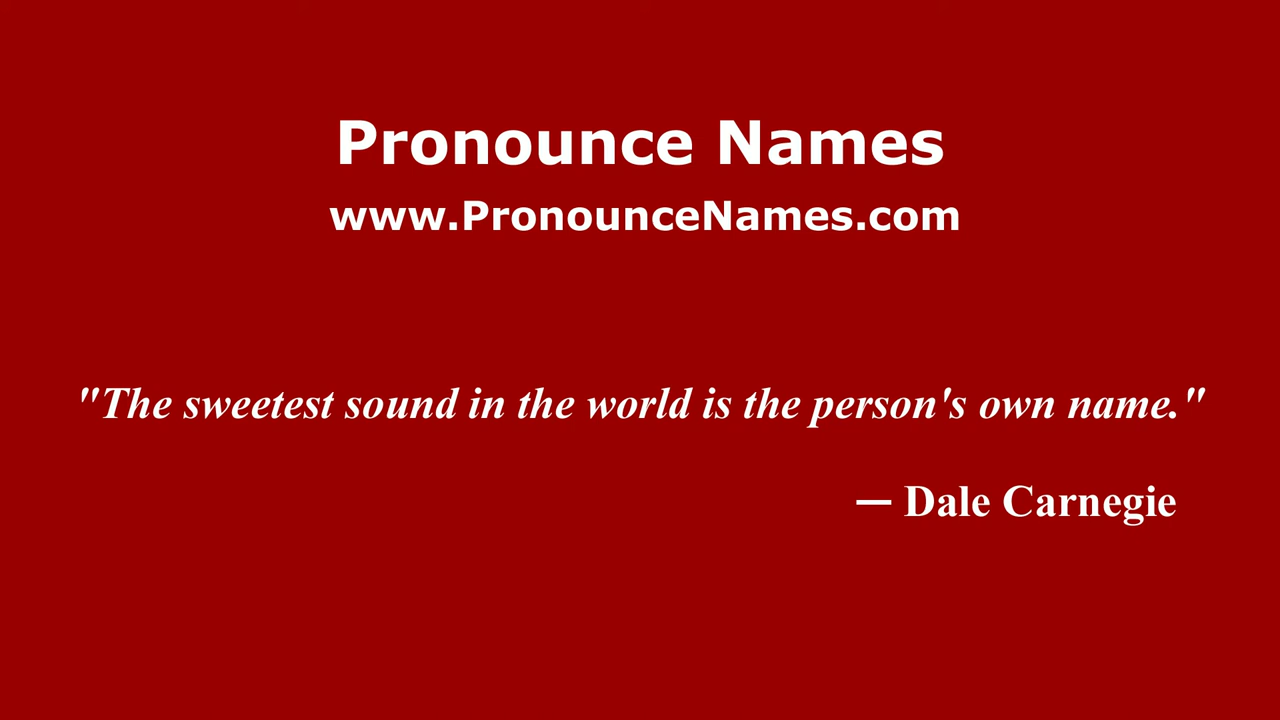 Pronounce Names
www.PronounceNames.com
"The sweetest sound in the world is the person's own name."
— Dale Carnegie